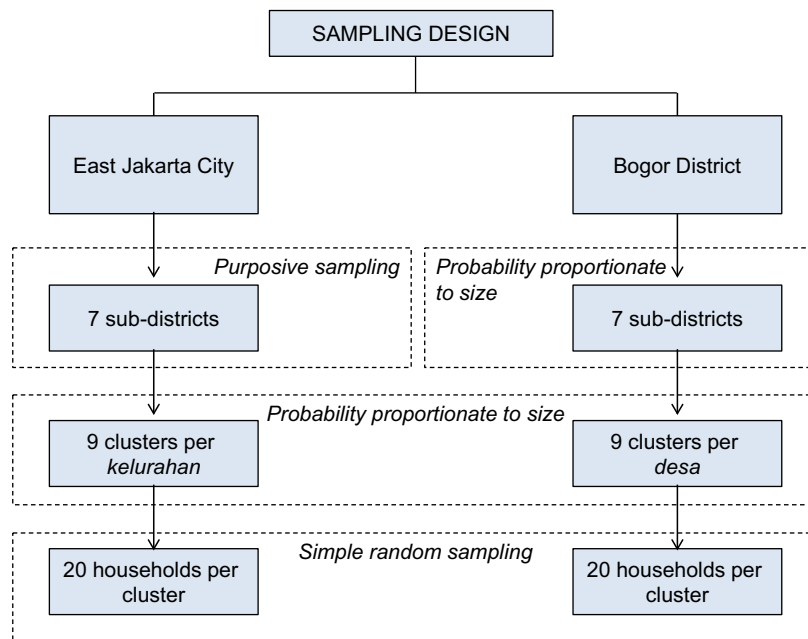 SAMPLING DESIGN
East Jakarta City
Bogor District
Purposive sampling
Probability proportionate
to size
7 sub-districts
7 sub-districts
Probability proportionate to size
9 clusters per
kelurahan
9 clusters per
desa
Simple random sampling
20 households per
cluster
20 households per
cluster